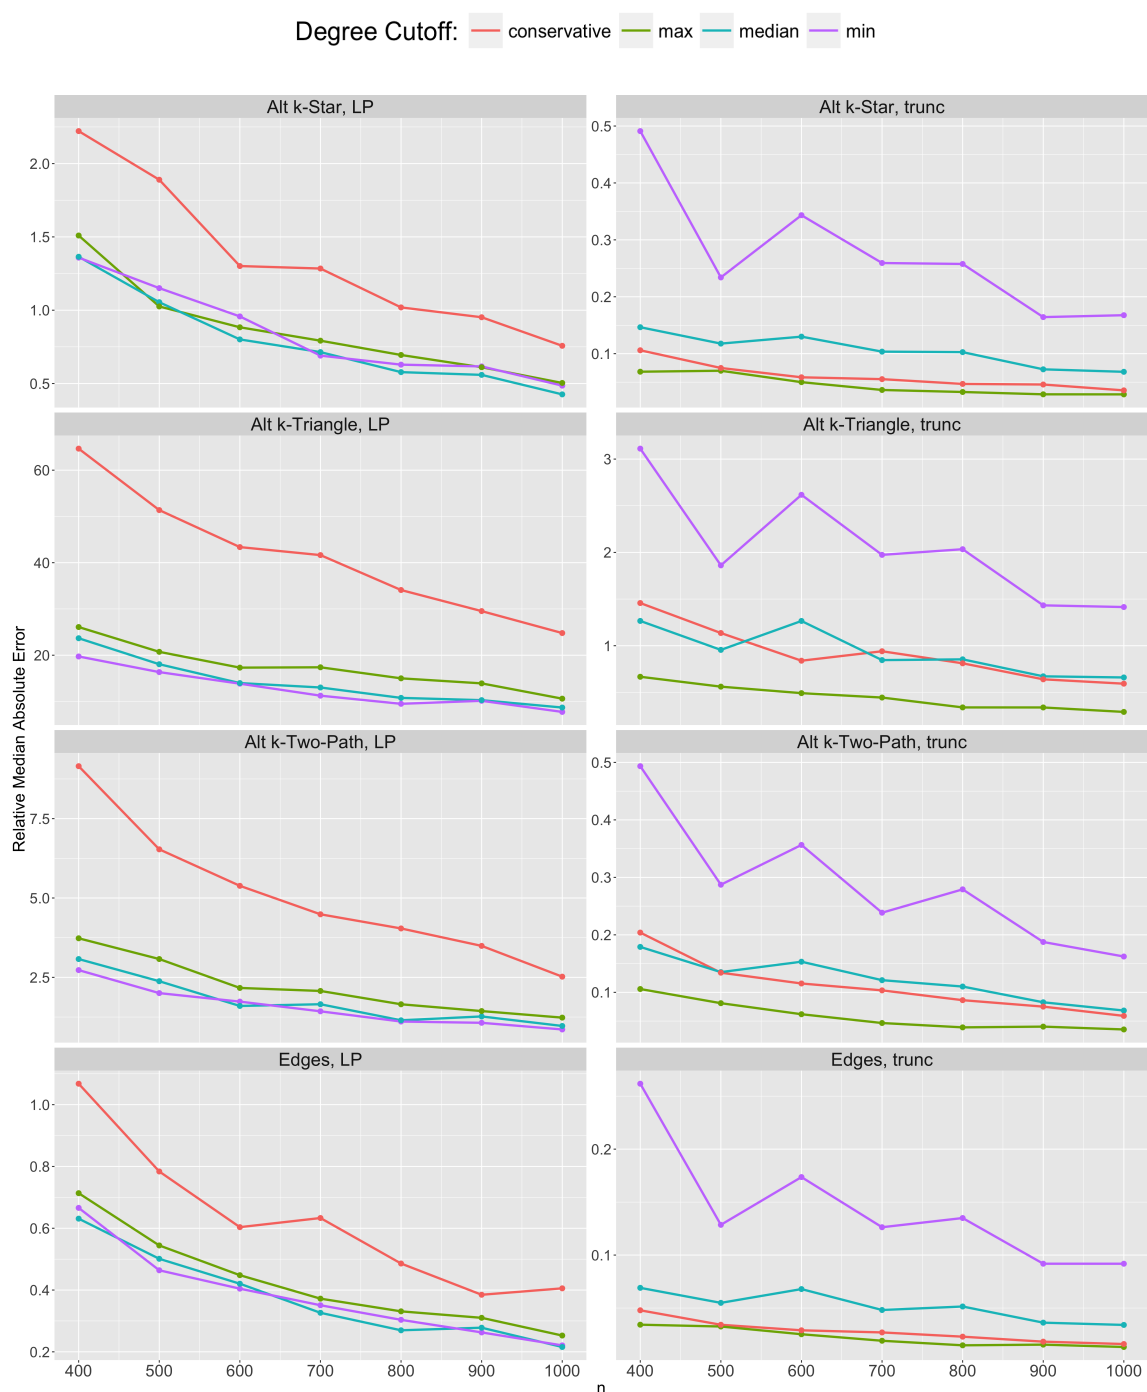 Degree Cutoff: conservative max median min
Alt k-Star, LP
2.0
1.5
1.0
0.5
Alt k-Star, trunc
0.5
0.4
0.3
0.2
0.1
Alt k-Triangle, LP
60
40
20
Alt k-Triangle, trunc
3
2
1
Relative Median Absolute Error
Alt k-Two-Path, LP
7.5
5.0
2.5
Alt k-Two-Path, trunc
0.5
0.4
0.3
0.2
0.1
Edges, LP
1.0
0.8
0.6
0.4
0.2
400 500 600 700 800 900 1000
Edges, trunc
0.2
0.1
400 500 600 700 800 900 1000
n